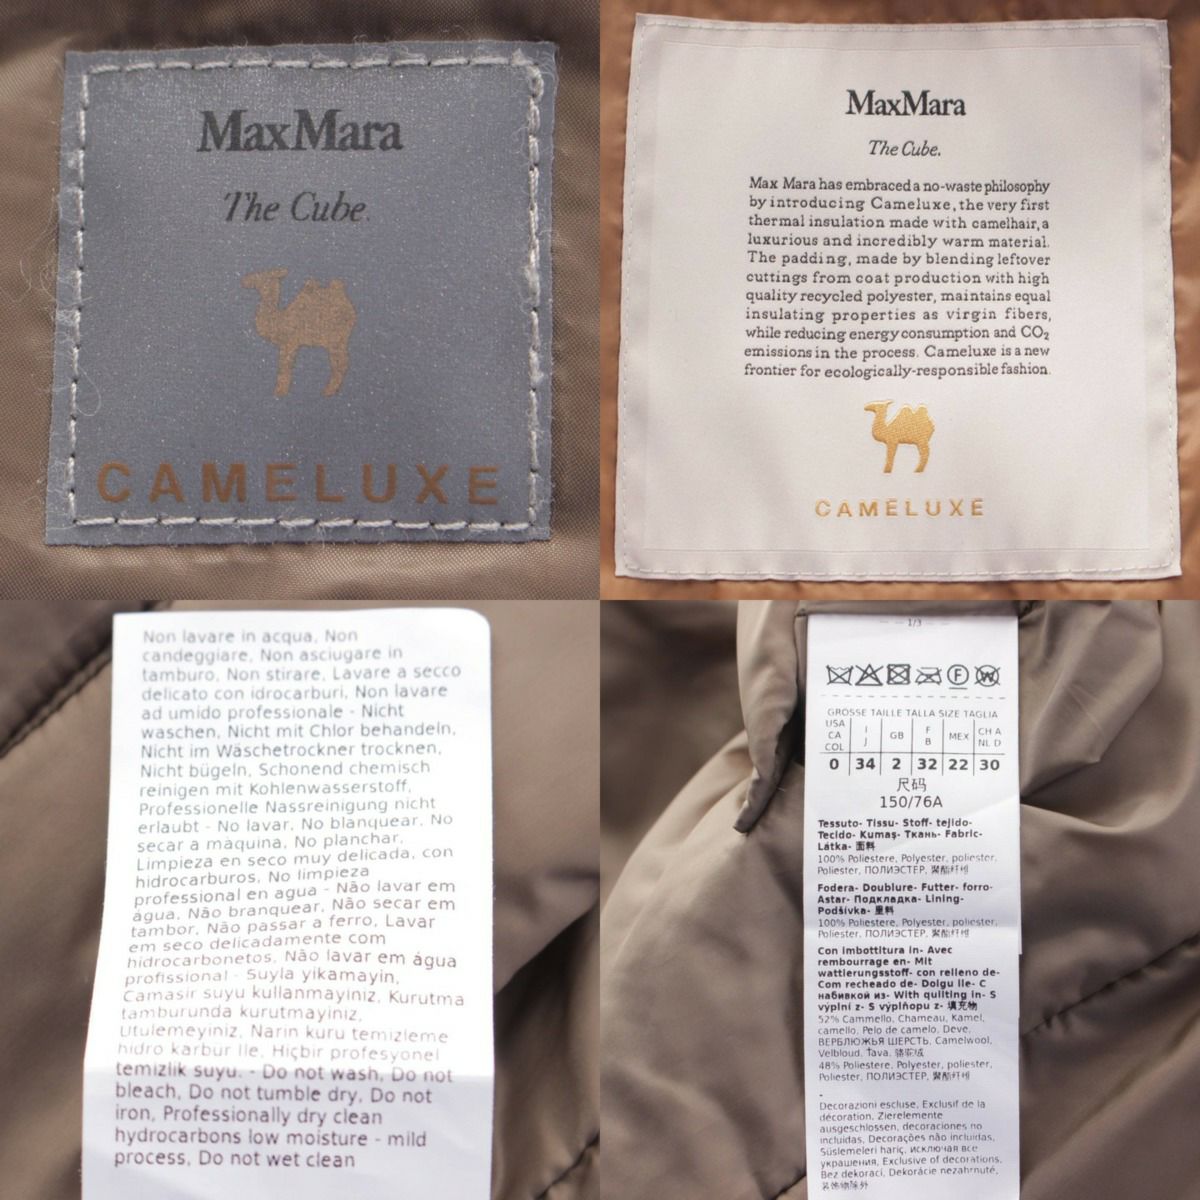 MaxMara
The Cube.
CAMELUXE
MaxMara
The Cube.
Max Mara has embraced a no-waste philosophy
by introducing Cameluxe, the very first
thermal insulation made with camelhair, a
luxurious and incredibly warm material.
The padding, made by blending leftover
cuttings from coat production with high
quality recycled polyester, maintains equal
insulating properties as virgin fibers,
while reducing energy consumption and CO₂
emissions in the process. Cameluxe is a new
frontier for ecologically-responsible fashion.
CAMELUXE
Non lavare in acqua, Non
candeggiare, Non asciugare in
tamburo, Non stirare, Lavare a secco
delicato con idrocarburi, Non lavare
ad umido professionale - Nicht
waschen, Nicht mit Chlor behandeln,
Nicht im Wäschetrockner trocknen,
Nicht bügeln, Schonend chemisch
reinigen mit Kohlenwasserstoff,
Professionelle Nassreinigung nicht
erlaubt - No lavar, No blanquear, No
secar a màquina, No planchar,
Limpieza en seco muy delicada, con
hidrocarburos, No limpieza
professional en agua - Não lavar em
água, Não branquear, Não secar em
tambor, Não passar a ferro, Lavar
em seco delicadamente com
hidrocarbonetos, Não lavar em água
profissional - Suyla yikamayin,
Camasir suyu kullanmayiniz, Kurutma
tamburunda kurutmayiniz,
Utulemeyiniz, Narin kuru temizleme
hidro karbur Ile, Hiçbir profesyonel
temizlik suyu. - Do not wash, Do not
bleach, Do not tumble dry, Do not
iron, Professionally dry clean
hydrocarbons low moisture - mild
process, Do not wet clean
1/3
F W
GROSSE TAILLE TALLA SIZE TAGLIA
USA CA COL I J GB F B MEX CH A NL D
0 34 2 32 22 30
尺码
150/76A
Tessuto- Tissu- Stoff- tejido-
Tecido- Kumaş- Ткань- Fabric-
Látka- 面料
100% Poliestere, Polyester, poliester,
Poliester, ПОЛИЭСТЕР, 聚酯纤维
Fodera- Doublure- Futter- forro-
Astar- Подкладка- Lining-
Podšívka- 里料
100% Poliestere, Polyester, poliester,
Poliester, ПОЛИЭСТЕР, 聚酯纤维
Con imbottitura in- Avec
rembourrage en- Mit
wattierungsstoff- con relleno de-
Com recheado de- Dolgu ile- С
набивкой из- With quilting in- S
výplní z- S výplňopu z- 填充物
52% Cammello, Chameau, Kamel,
camello, Pelo de camelo, Deve,
ВЕРБЛЮЖЬЯ ШЕРСТЬ, Camelwool,
Velbloud, Ťava, 骆驼绒
48% Poliestere, Polyester, poliester,
Poliester, ПОЛИЭСТЕР, 聚酯纤维
-
Decorazioni escluse, Exclusif de la
décoration, Zierelemente
ausgeschlossen, decoraciones no
incluidas, Decorações não incluidas,
Süslemeleri hariç, исключая все
украшения, Exclusive of decorations,
Bez dekoraci, Dekorácie nezahrnuté,
装饰物除外